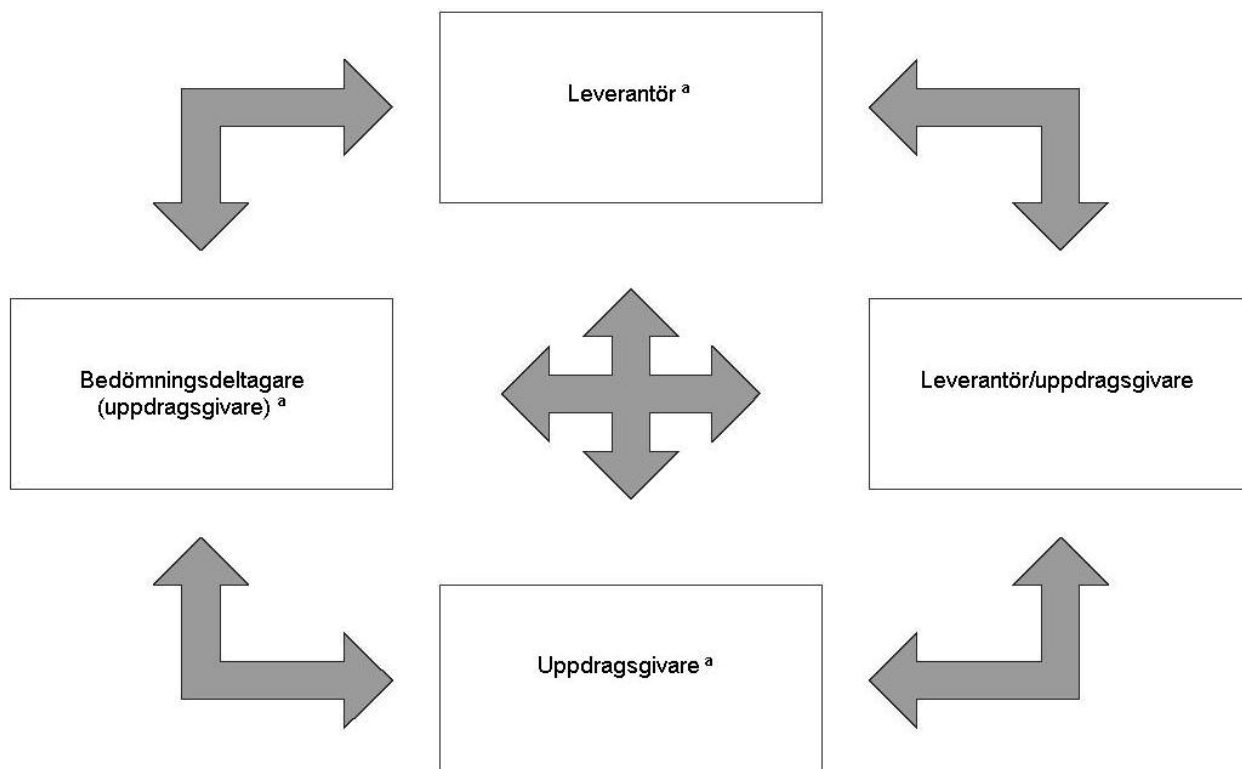 Leverantör ᵃ
Bedömningsdeltagare
(uppdragsgivare) ᵃ
Leverantör/uppdragsgivare
Uppdragsgivare ᵃ